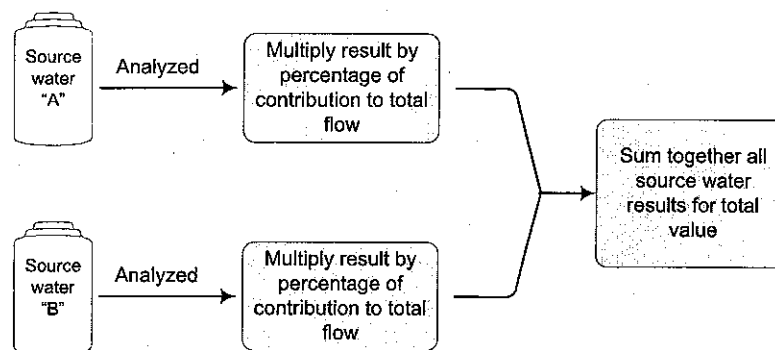 Source
water
"A"
Analyzed
Multiply result by
percentage of
contribution to total
flow
Sum together all
source water
results for total
value
Source
water
"B"
Analyzed
Multiply result by
percentage of
contribution to total
flow